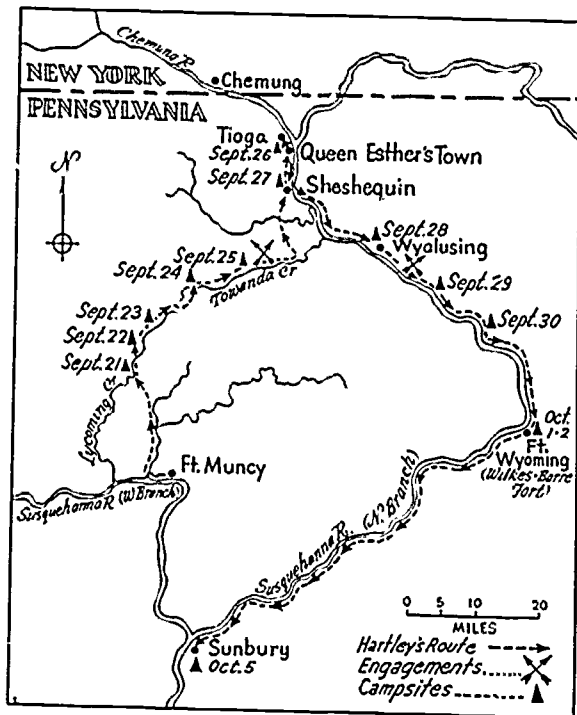 Chemung R
NEW YORK
Chemung
PENNSYLVANIA
N
Tioga
Sept. 26
Queen Esther's Town
Sept. 27
Sheshequin
Sept. 28
Wyalusing
Sept. 25
Sept. 24
Towanda Cr
Sept. 29
Sept. 23
Sept. 30
Sept. 22
Sept. 21
Lycoming Cr
Oct.
1-2
Ft.
Wyoming
(Wilkes-Barre
Fort)
Ft. Muncy
Susquehanna R (W Branch)
Susquehanna R. (N. Branch)
Sunbury
Oct. 5
0 5 10 20
MILES
Hartley's Route
Engagements
Campsites